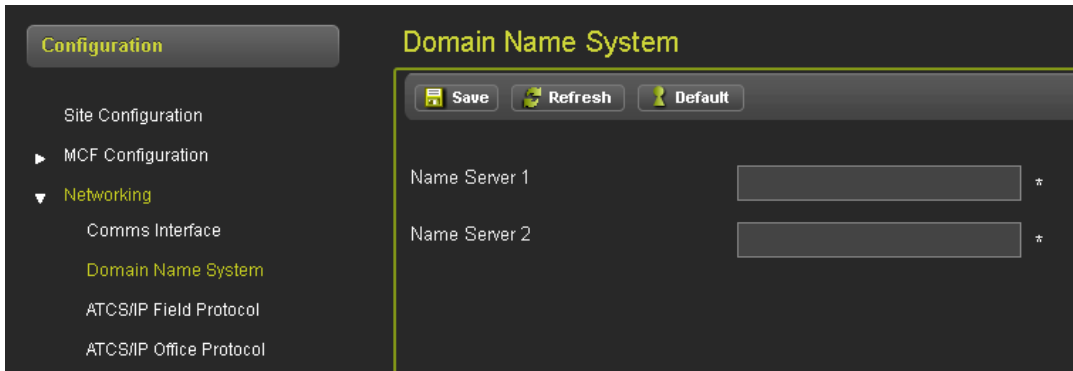 Configuration
Site Configuration
MCF Configuration
Networking
Comms Interface
Domain Name System
ATCS/IP Field Protocol
ATCS/IP Office Protocol
Domain Name System
Save Refresh Default
Name Server 1 *
Name Server 2 *